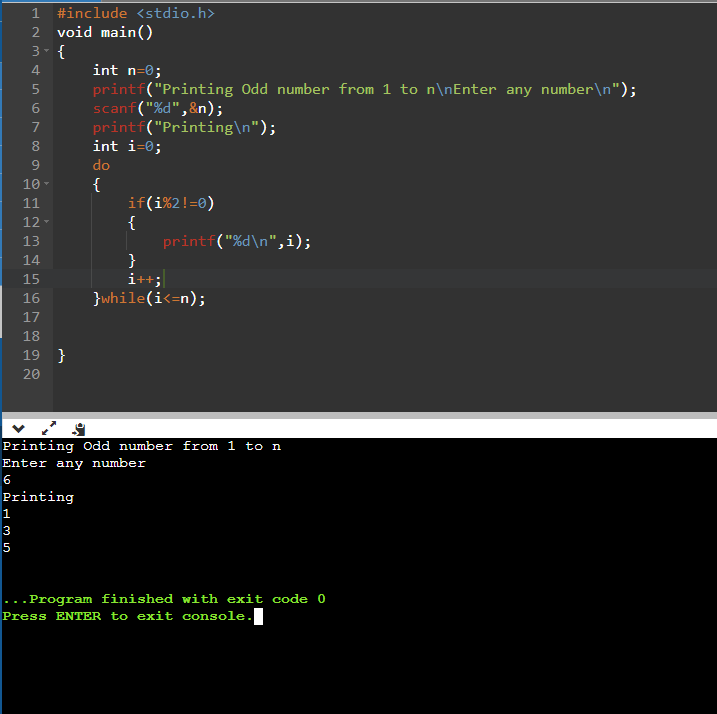 1 #include <stdio.h>
2 void main()
3 {
4     int n=0;
5     printf("Printing Odd number from 1 to n\nEnter any number\n");
6     scanf("%d",&n);
7     printf("Printing\n");
8     int i=0;
9     do
10     {
11         if(i%2!=0)
12         {
13             printf("%d\n",i);
14         }
15         i++;
16     }while(i<=n);
17
18
19 }
20
Printing Odd number from 1 to n
Enter any number
6
Printing
1
3
5
...Program finished with exit code 0
Press ENTER to exit console.